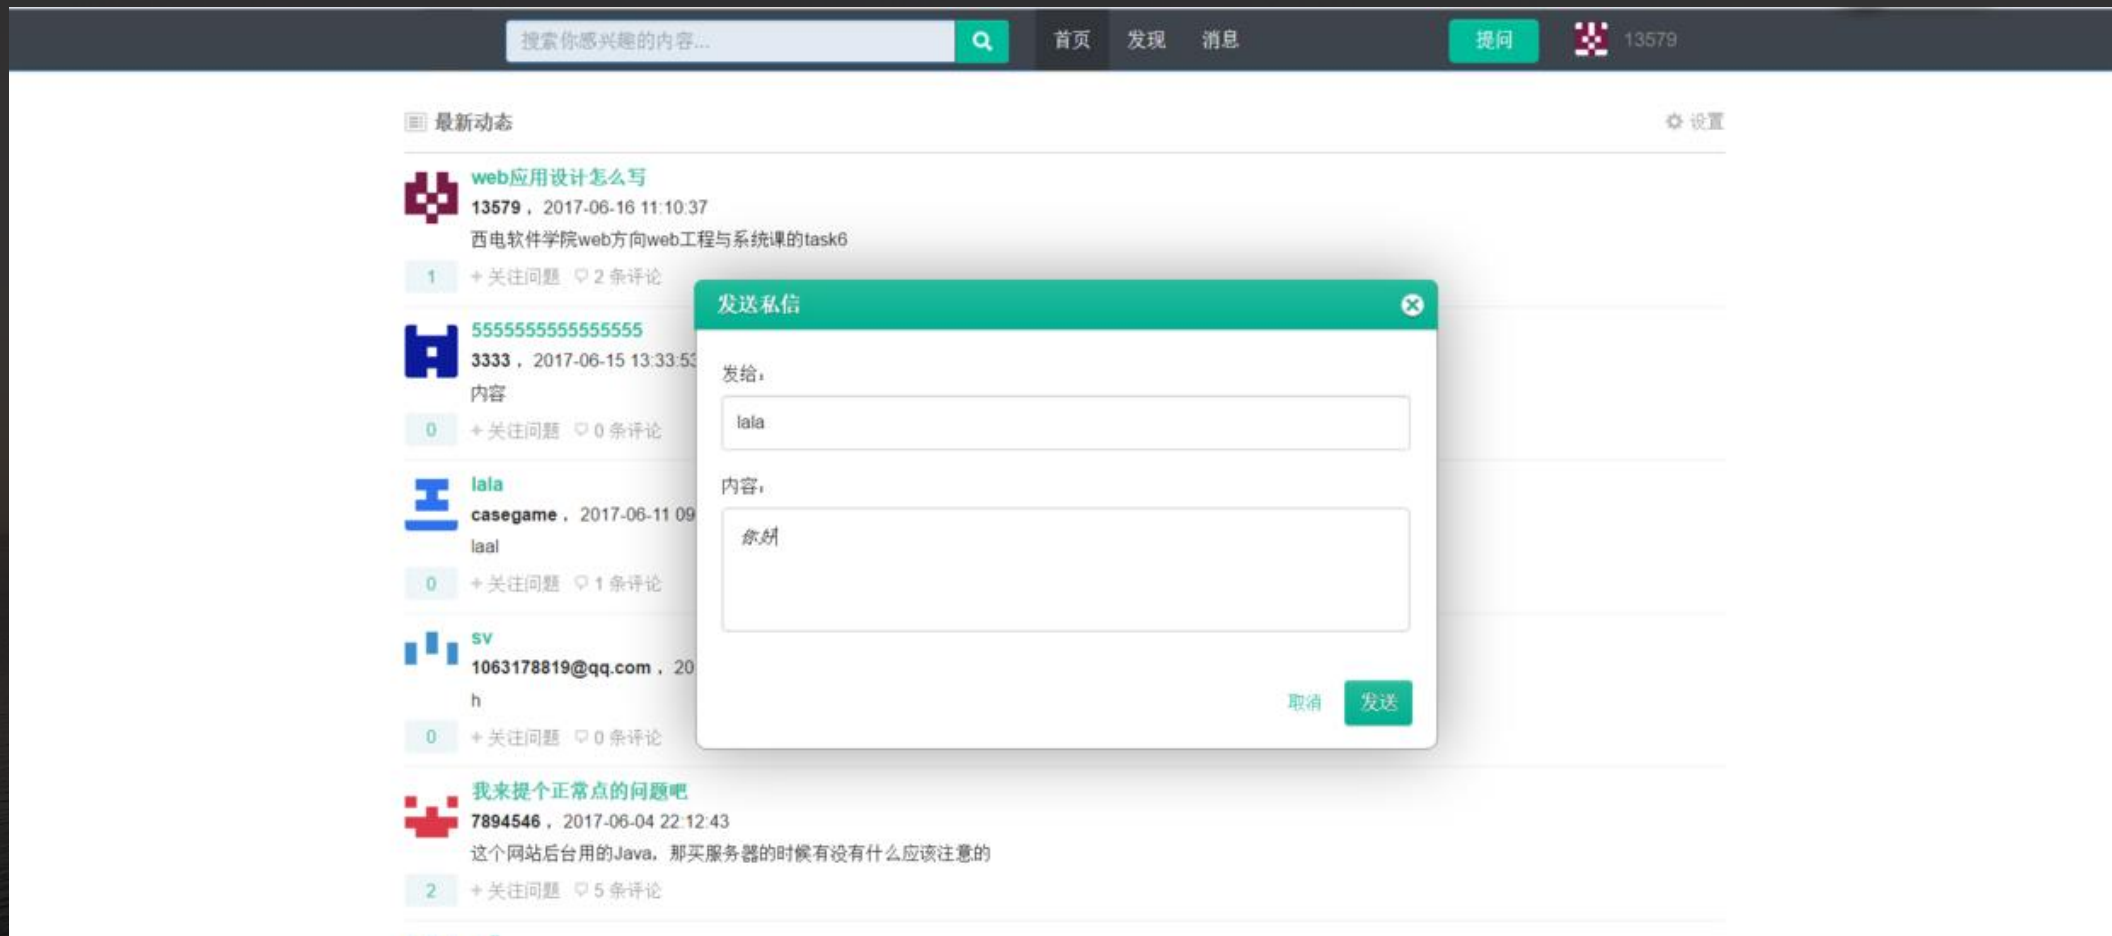 搜索你感兴趣的内容...
首页 发现 消息 提问 13579
最新动态 设置
web应用设计怎么写
13579， 2017-06-16 11:10:37
西电软件学院web方向web工程与系统课的task6
1 + 关注问题 2 条评论
5555555555555555
3333， 2017-06-15 13:33:53
内容
0 + 关注问题 0 条评论
lala
casegame， 2017-06-11 09
laal
0 + 关注问题 1 条评论
sv
1063178819@qq.com， 20
h
0 + 关注问题 0 条评论
我来提个正常点的问题吧
7894546， 2017-06-04 22:12:43
这个网站后台用的Java，那买服务器的时候有没有什么应该注意的
2 + 关注问题 5 条评论
发送私信
发给：
lala
内容：
你好
取消 发送